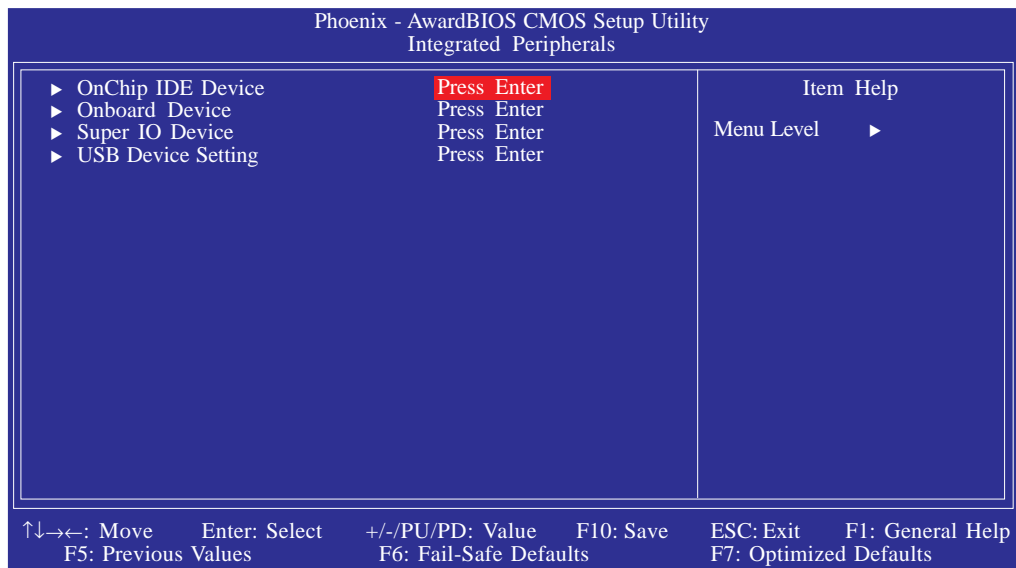 Phoenix - AwardBIOS CMOS Setup Utility
Integrated Peripherals
► OnChip IDE Device Press Enter
► Onboard Device Press Enter
► Super IO Device Press Enter
► USB Device Setting Press Enter
Item Help
Menu Level ►
↑↓→←: Move Enter: Select +/-/PU/PD: Value F10: Save ESC: Exit F1: General Help
F5: Previous Values F6: Fail-Safe Defaults F7: Optimized Defaults